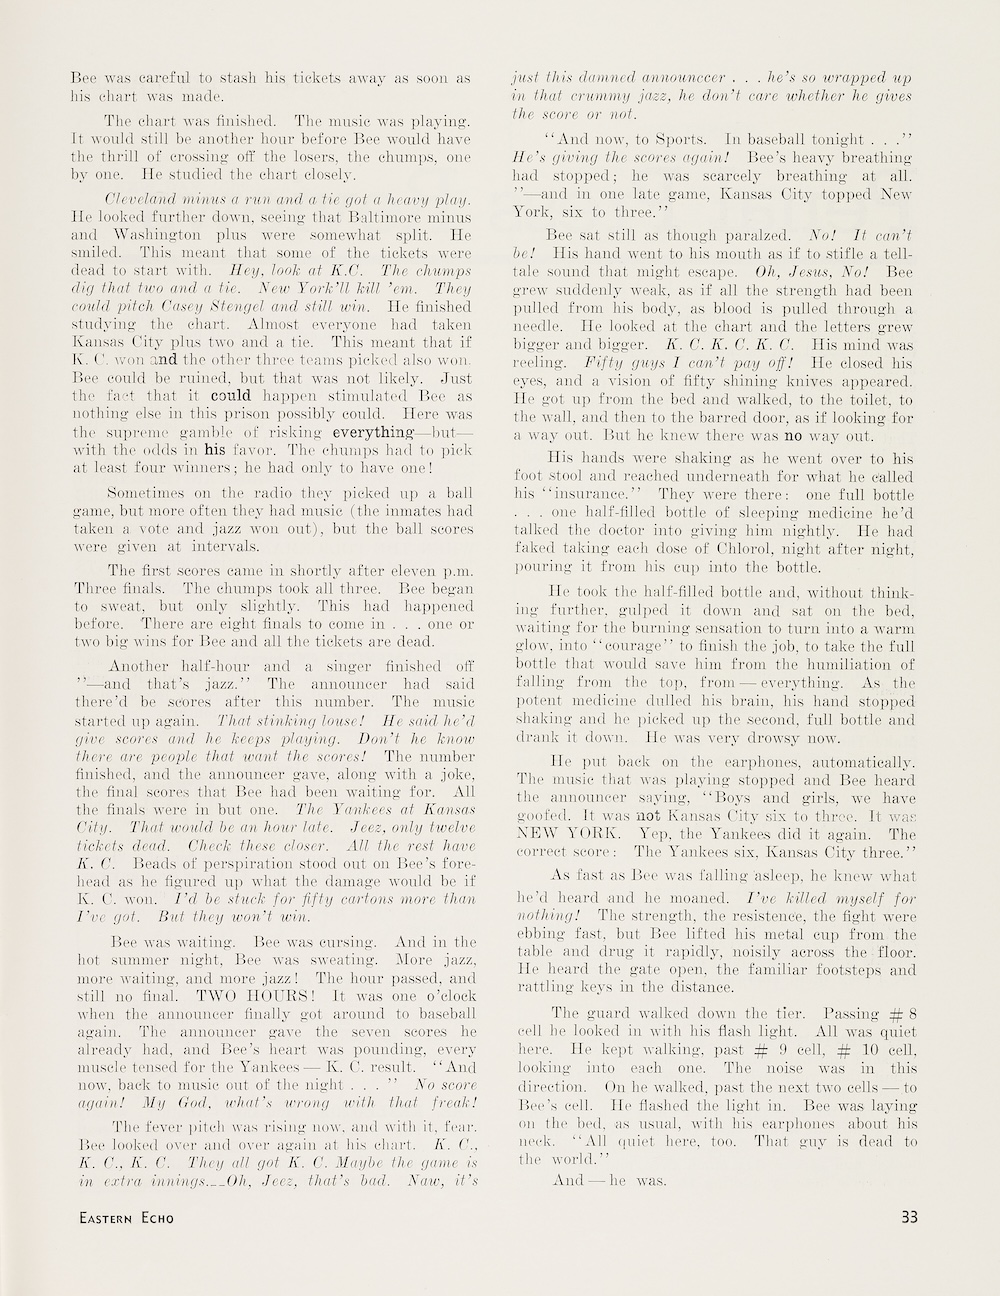 Bee was careful to stash his tickets away as soon as
his chart was made.
The chart was finished. The music was playing.
It would still be another hour before Bee would have
the thrill of crossing off the losers, the chumps, one
by one. He studied the chart closely.
Cleveland minus a run and a tie got a heavy play.
He looked further down, seeing that Baltimore minus
and Washington plus were somewhat split. He
smiled. This meant that some of the tickets were
dead to start with. Hey, look at K.C. The chumps
dig that two and a tie. New York'll kill 'em. They
could pitch Casey Stengel and still win. He finished
studying the chart. Almost everyone had taken
Kansas City plus two and a tie. This meant that if
K. C. won and the other three teams picked also won.
Bee could be ruined, but that was not likely. Just
the fact that it could happen stimulated Bee as
nothing else in this prison possibly could. Here was
the supreme gamble of risking everything—but—
with the odds in his favor. The chumps had to pick
at least four winners; he had only to have one!
Sometimes on the radio they picked up a ball
game, but more often they had music (the inmates had
taken a vote and jazz won out), but the ball scores
were given at intervals.
The first scores came in shortly after eleven p.m.
Three finals. The chumps took all three. Bee began
to sweat, but only slightly. This had happened
before. There are eight finals to come in . . . one or
two big wins for Bee and all the tickets are dead.
Another half-hour and a singer finished off
"—and that's jazz." The announcer had said
there'd be scores after this number. The music
started up again. That stinking louse! He said he'd
give scores and he keeps playing. Don't he know
there are people that want the scores! The number
finished, and the announcer gave, along with a joke,
the final scores that Bee had been waiting for. All
the finals were in but one. The Yankees at Kansas
City. That would be an hour late. Jeez, only twelve
tickets dead. Check these closer. All the rest have
K. C. Beads of perspiration stood out on Bee's fore-
head as he figured up what the damage would be if
K. C. won. I'd be stuck for fifty cartons more than
I've got. But they won't win.
Bee was waiting. Bee was cursing. And in the
hot summer night, Bee was sweating. More jazz,
more waiting, and more jazz! The hour passed, and
still no final. TWO HOURS! It was one o'clock
when the announcer finally got around to baseball
again. The announcer gave the seven scores he
already had, and Bee's heart was pounding, every
muscle tensed for the Yankees — K. C. result. "And
now, back to music out of the night . . . " No score
again! My God, what's wrong with that freak!
The fever pitch was rising now, and with it, fear.
Bee looked over and over again at his chart. K. C.,
K. C., K. C. They all got K. C. Maybe the game is
in extra innings.__Oh, Jeez, that's bad. Naw, it's
just this damned announccer . . . he's so wrapped up
in that crummy jazz, he don't care whether he gives
the score or not.
"And now, to Sports. In baseball tonight . . ."
He's giving the scores again! Bee's heavy breathing
had stopped; he was scarcely breathing at all.
"—and in one late game, Kansas City topped New
York, six to three."
Bee sat still as though paralzed. No! It can't
be! His hand went to his mouth as if to stifle a tell-
tale sound that might escape. Oh, Jesus, No! Bee
grew suddenly weak, as if all the strength had been
pulled from his body, as blood is pulled through a
needle. He looked at the chart and the letters grew
bigger and bigger. K. C. K. C. K. C. His mind was
reeling. Fifty guys I can't pay off! He closed his
eyes, and a vision of fifty shining knives appeared.
He got up from the bed and walked, to the toilet, to
the wall, and then to the barred door, as if looking for
a way out. But he knew there was no way out.
His hands were shaking as he went over to his
foot stool and reached underneath for what he called
his "insurance." They were there: one full bottle
. . . one half-filled bottle of sleeping medicine he'd
talked the doctor into giving him nightly. He had
faked taking each dose of Chlorol, night after night,
pouring it from his cup into the bottle.
He took the half-filled bottle and, without think-
ing further, gulped it down and sat on the bed,
waiting for the burning sensation to turn into a warm
glow, into "courage" to finish the job, to take the full
bottle that would save him from the humiliation of
falling from the top, from — everything. As the
potent medicine dulled his brain, his hand stopped
shaking and he picked up the second, full bottle and
drank it down. He was very drowsy now.
He put back on the earphones, automatically.
The music that was playing stopped and Bee heard
the announcer saying, "Boys and girls, we have
goofed. It was not Kansas City six to three. It was
NEW YORK. Yep, the Yankees did it again. The
correct score: The Yankees six, Kansas City three."
As fast as Bee was falling asleep, he knew what
he'd heard and he moaned. I've killed myself for
nothing! The strength, the resistence, the fight were
ebbing fast, but Bee lifted his metal cup from the
table and drug it rapidly, noisily across the floor.
He heard the gate open, the familiar footsteps and
rattling keys in the distance.
The guard walked down the tier. Passing # 8
cell he looked in with his flash light. All was quiet
here. He kept walking, past # 9 cell, # 10 cell,
looking into each one. The noise was in this
direction. On he walked, past the next two cells — to
Bee's cell. He flashed the light in. Bee was laying
on the bed, as usual, with his earphones about his
neck. "All quiet here, too. That guy is dead to
the world."
And — he was.
EASTERN ECHO
33